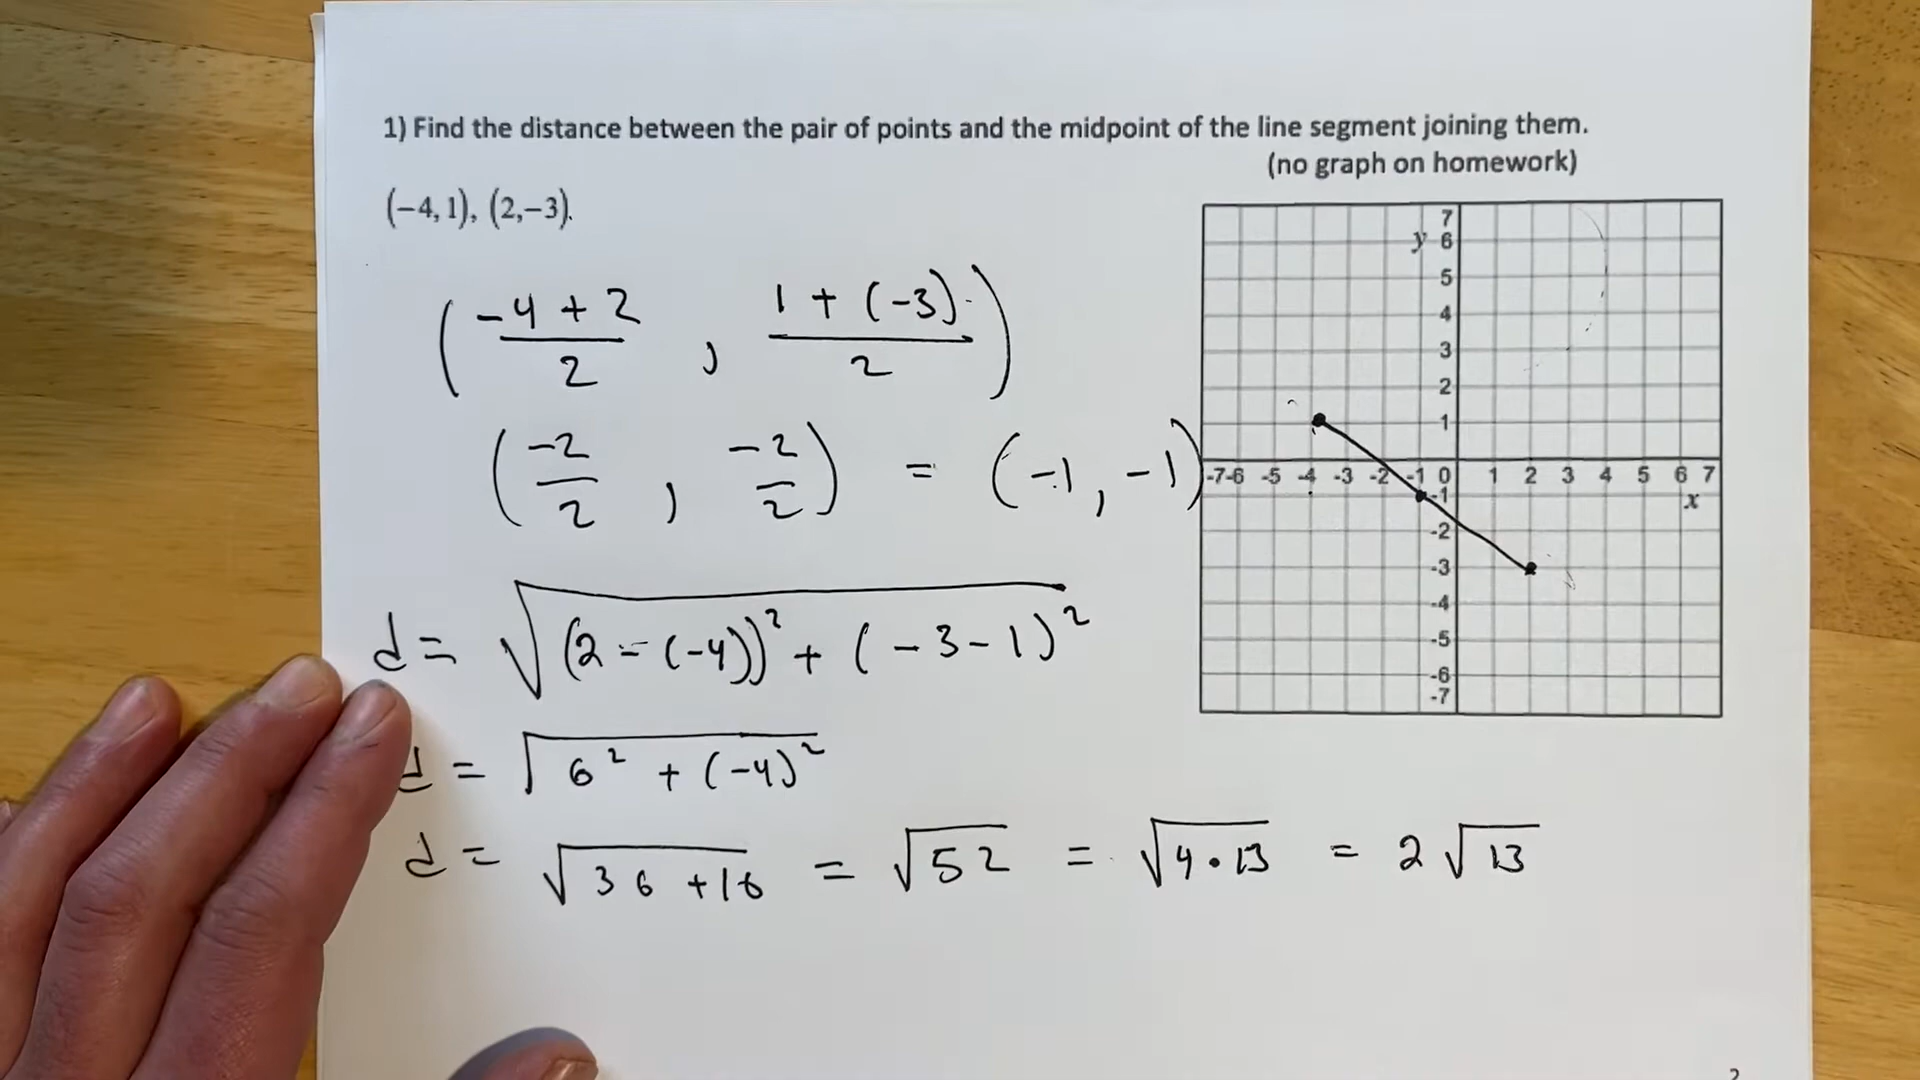 1) Find the distance between the pair of points and the midpoint of the line segment joining them.
(no graph on homework)
(−4, 1), (2,−3).
( (-4 + 2)/2 , (1 + (-3))/2 )
( -2/2 , -2/2 ) = (-1, -1)
d = √((2 - (-4))² + (-3 - 1)²)
d = √(6² + (-4)²)
d = √(36 + 16) = √52 = √(4 · 13) = 2√13
7
y 6
5
4
3
2
1
-7 -6 -5 -4 -3 -2 -1 0 1 2 3 4 5 6 7
-1
x
-2
-3
-4
-5
-6
-7